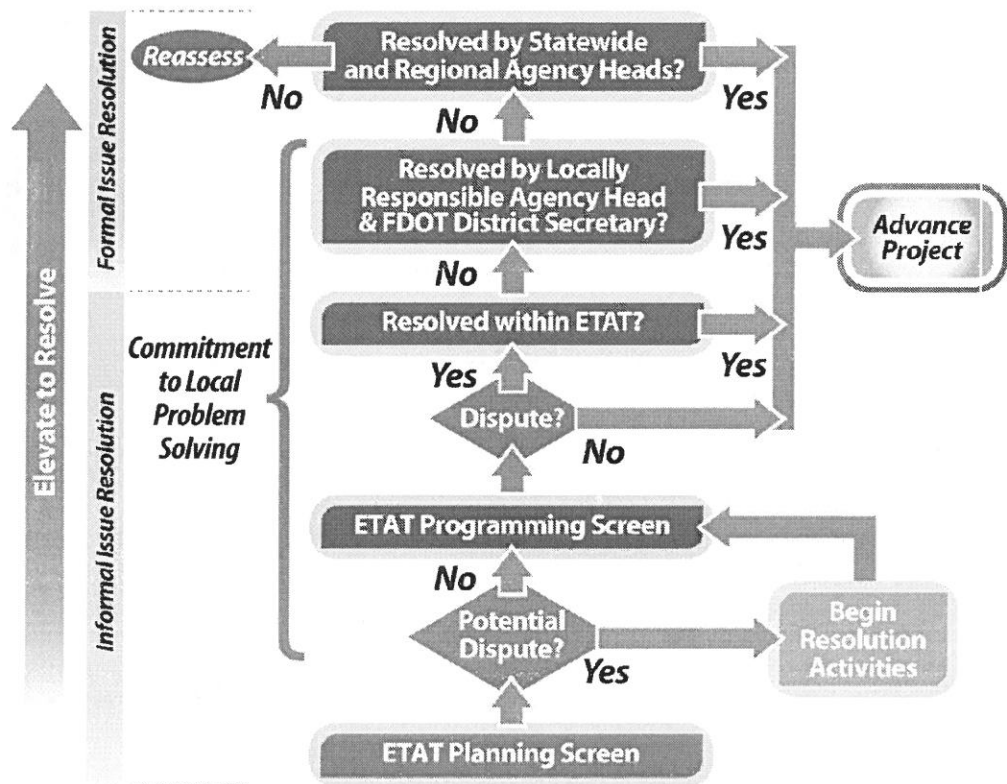 Elevate to Resolve
Formal Issue Resolution
Informal Issue Resolution
Reassess
No
Resolved by Statewide
and Regional Agency Heads?
Yes
No
Resolved by Locally
Responsible Agency Head
& FDOT District Secretary?
Yes
Advance
Project
No
Resolved within ETAT?
Yes
Commitment
to Local
Problem
Solving
Yes
Dispute?
No
ETAT Programming Screen
No
Potential
Dispute?
Yes
Begin
Resolution
Activities
ETAT Planning Screen